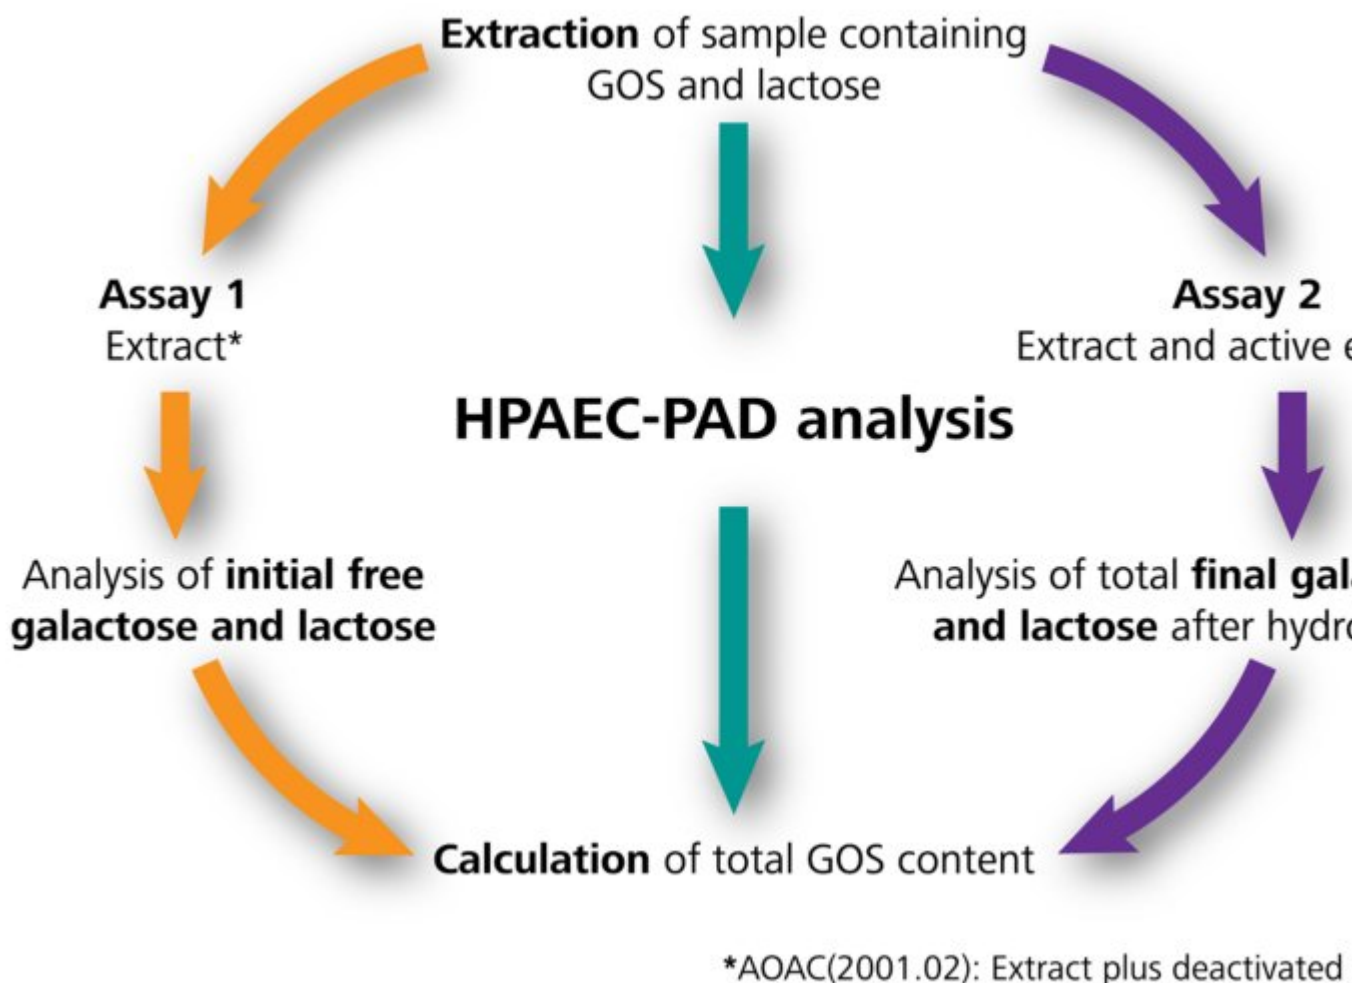 Extraction of sample containing
GOS and lactose
Assay 1
Extract*
Assay 2
Extract and active
HPAEC-PAD analysis
Analysis of initial free
galactose and lactose
Analysis of total final
and lactose after
Calculation of total GOS content
*AOAC(2001.02): Extract plus deactivated